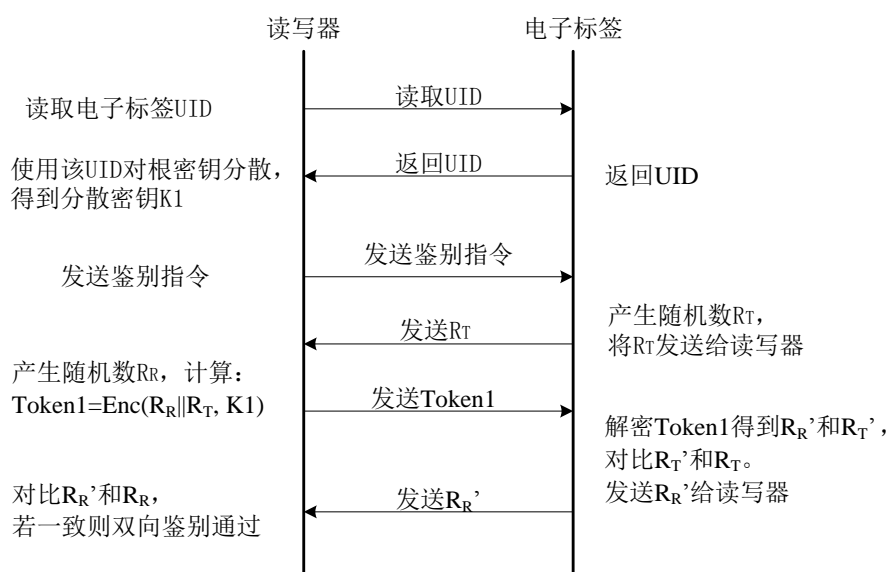 读写器
电子标签
读取电子标签UID
读取UID
使用该UID对根密钥分散，
得到分散密钥K1
返回UID
返回UID
发送鉴别指令
发送鉴别指令
产生随机数RT，
将RT发送给读写器
发送RT
产生随机数RR，计算：
Token1=Enc(RR||RT, K1)
发送Token1
解密Token1得到RR’和RT’，
对比RT’和RT。
发送RR’给读写器
对比RR’和RR，
若一致则双向鉴别通过
发送RR’